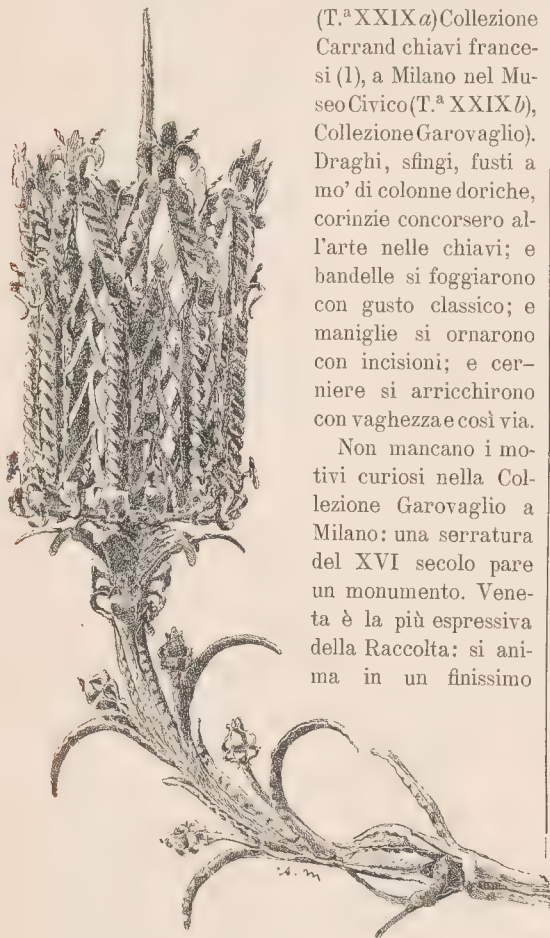 (T.ª XXIX a) Collezione
Carrand chiavi france-
si (1), a Milano nel Mu-
seo Civico (T.ª XXIX b),
Collezione Garovaglio).
Draghi, sfingi, fusti a
mo' di colonne doriche,
corinzie concorsero al-
l'arte nelle chiavi; e
bandelle si foggiarono
con gusto classico; e
maniglie si ornarono
con incisioni; e cer-
niere si arricchirono
con vaghezza e così via.
Non mancano i mo-
tivi curiosi nella Col-
lezione Garovaglio a
Milano: una serratura
del XVI secolo pare
un monumento. Vene-
ta è la più espressiva
della Raccolta: si ani-
ma in un finissimo